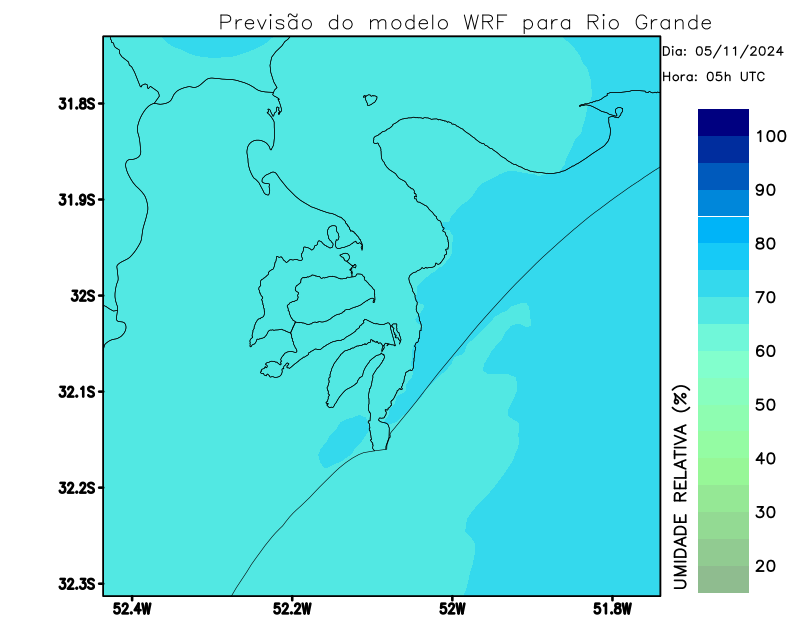 Previsão do modelo WRF para Rio Grande
Dia: 05/11/2024
Hora: 05h UTC
31.8S
31.9S
32S
32.1S
32.2S
32.3S
52.4W
52.2W
52W
51.8W
100
90
80
70
60
50
40
30
20
UMIDADE RELATIVA (%)